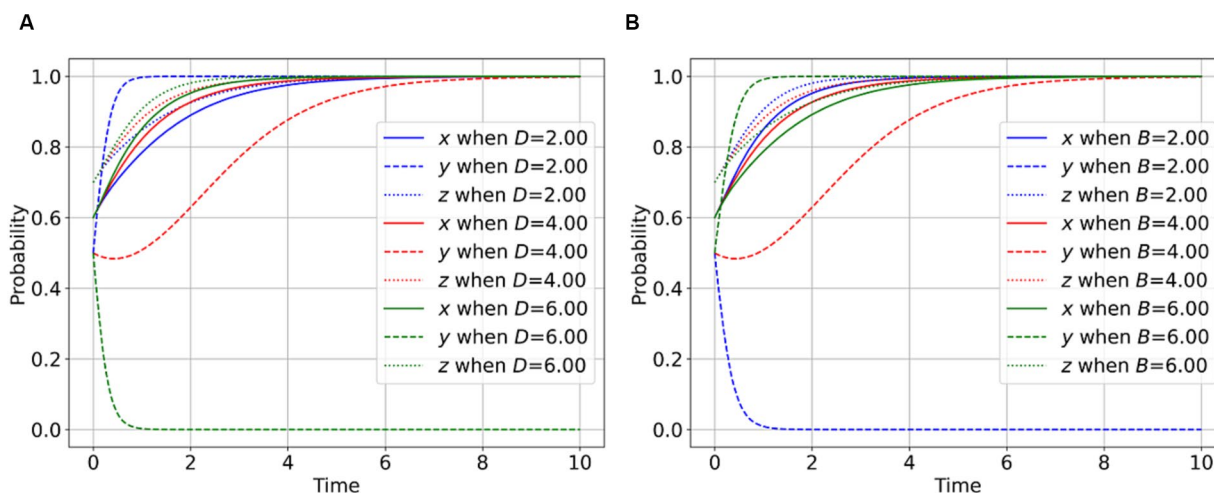 A
B
Probability
1.0
0.8
0.6
0.4
0.2
0.0
x when D=2.00
y when D=2.00
z when D=2.00
x when D=4.00
y when D=4.00
z when D=4.00
x when D=6.00
y when D=6.00
z when D=6.00
0 2 4 6 8 10
Time
Probability
1.0
0.8
0.6
0.4
0.2
0.0
x when B=2.00
y when B=2.00
z when B=2.00
x when B=4.00
y when B=4.00
z when B=4.00
x when B=6.00
y when B=6.00
z when B=6.00
0 2 4 6 8 10
Time